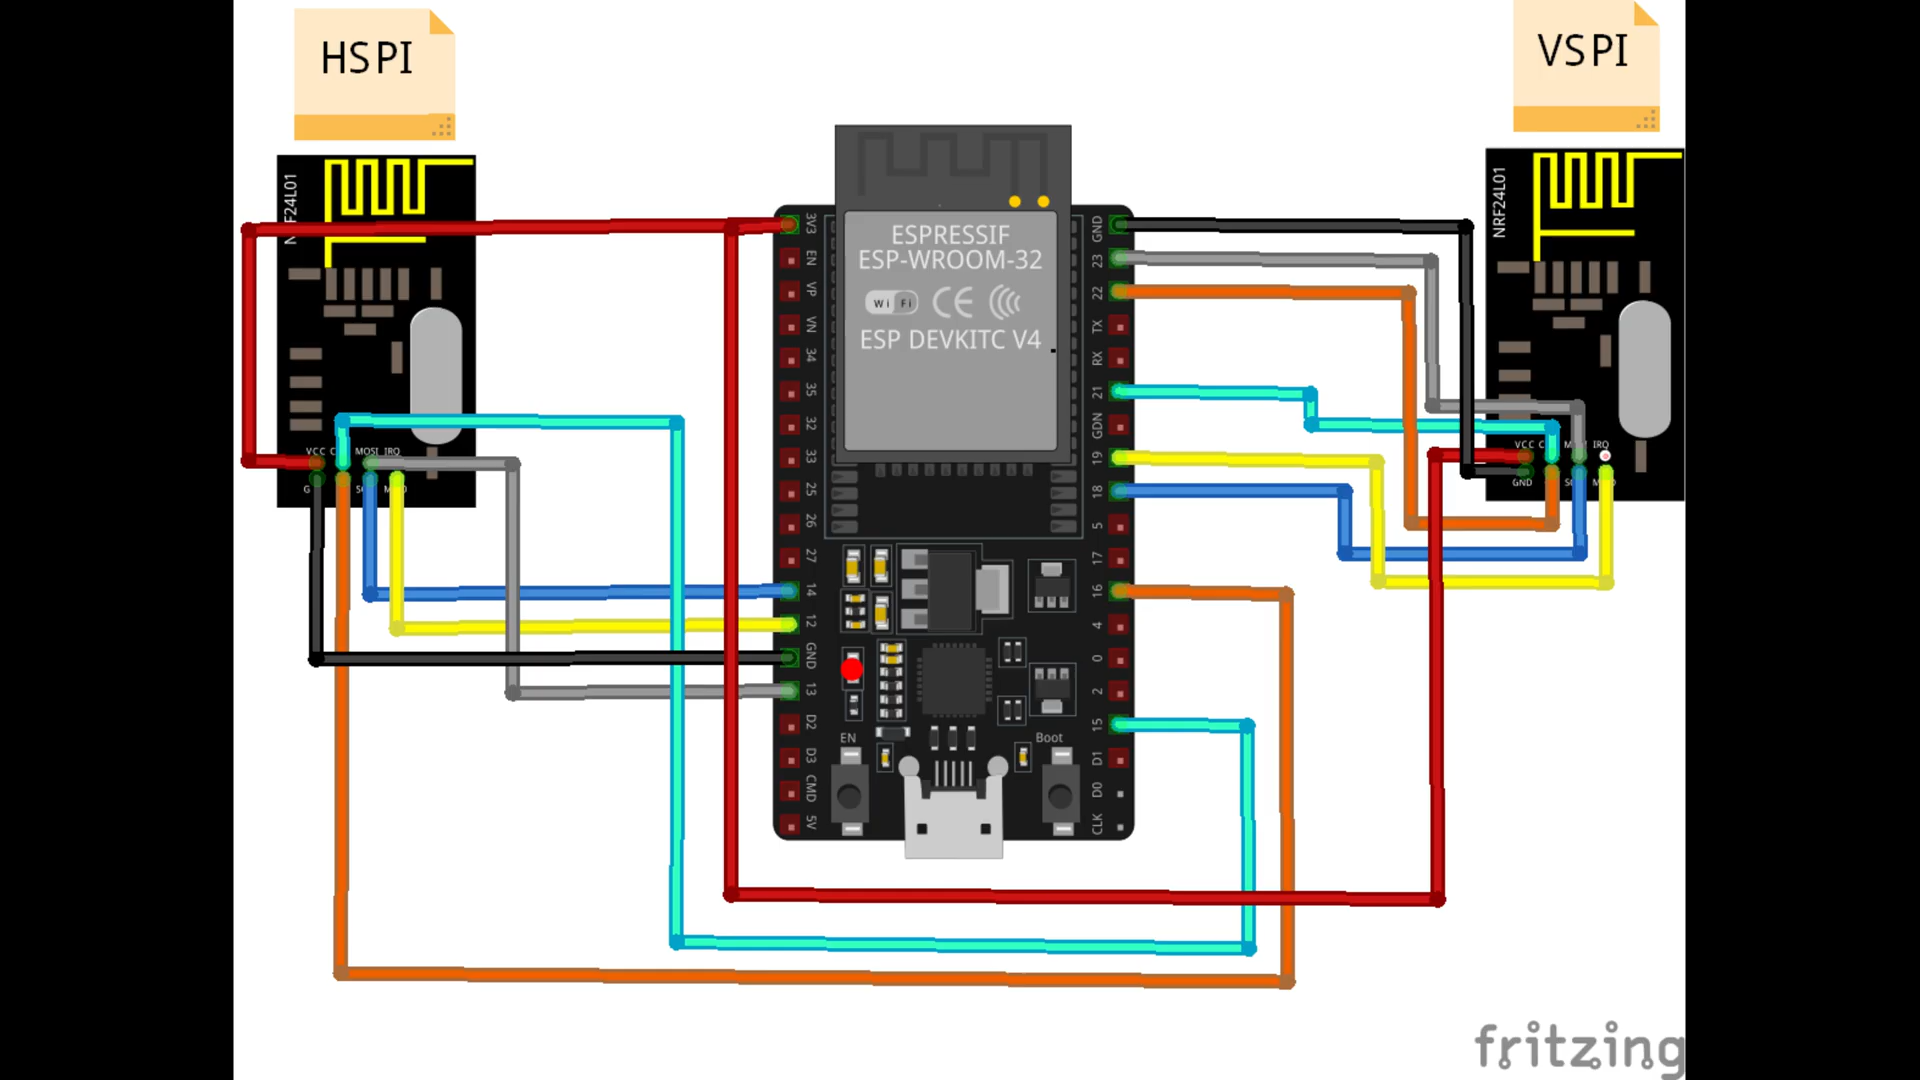 HSPI
VSPI
NRF24L01
VCC
MOSI IRQ
ESPRESSIF
ESP-WROOM-32
Wi Fi
CE
ESP DEVKITC V4
3V3
EN
VP
VN
34
35
32
33
25
26
27
14
12
GND
13
D2
D3
CMD
5V
GND
23
22
TX
RX
21
GDN
19
18
5
17
16
4
0
2
15
D1
D0
CLK
EN
Boot
NRF24L01
VCC
IRQ
GND
fritzing